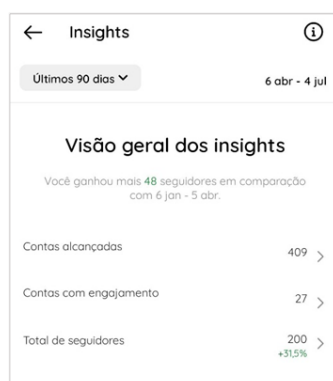 Insights
Últimos 90 dias
6 abr - 4 jul
Visão geral dos insights
Você ganhou mais 48 seguidores em comparação
com 6 jan - 5 abr.
Contas alcançadas
409
Contas com engajamento
27
Total de seguidores
200
+31,5%